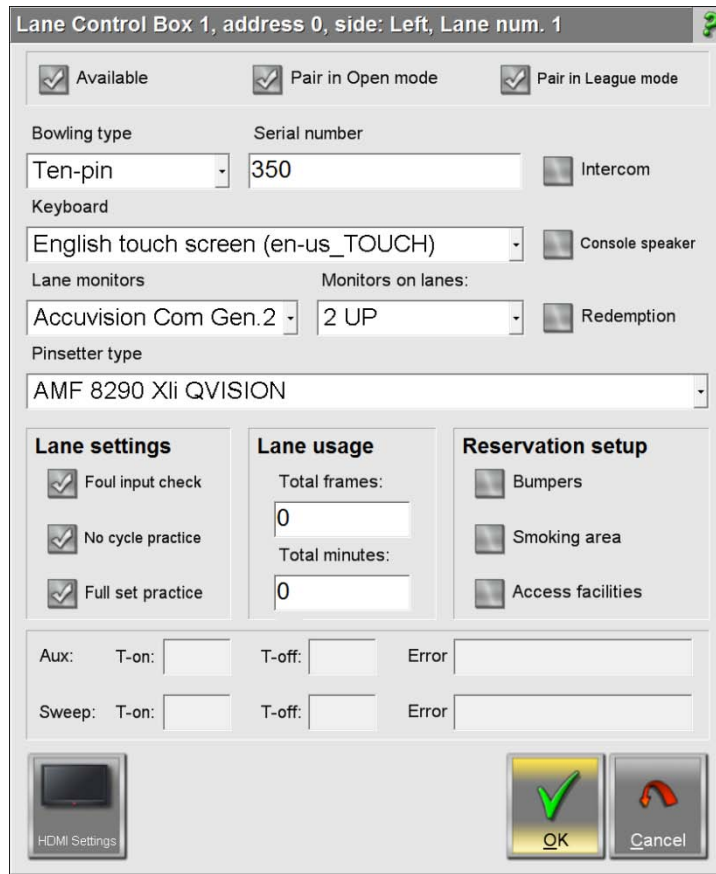 Lane Control Box 1, address 0, side: Left, Lane num. 1
Available Pair in Open mode Pair in League mode
Bowling type Serial number
Ten-pin 350 Intercom
Keyboard
English touch screen (en-us_TOUCH) Console speaker
Lane monitors Monitors on lanes:
Accuvision Com Gen.2 2 UP Redemption
Pinsetter type
AMF 8290 Xli QVISION
Lane settings Lane usage Reservation setup
Foul input check Total frames: Bumpers
0
No cycle practice Smoking area
Total minutes:
Full set practice 0 Access facilities
Aux: T-on: T-off: Error
Sweep: T-on: T-off: Error
HDMI Settings OK Cancel